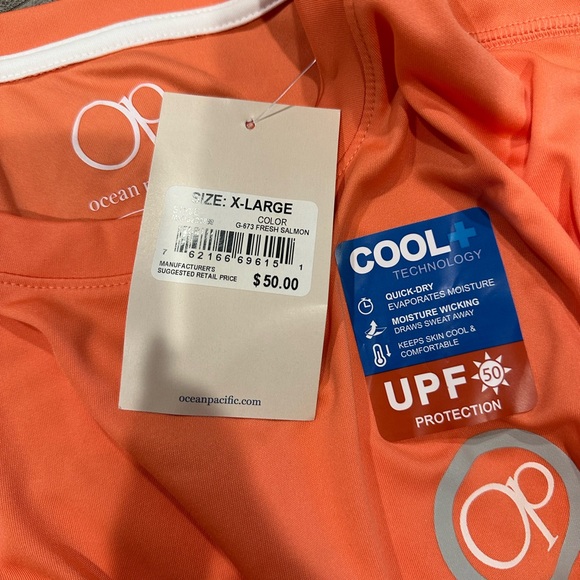 Op
ocean
SIZE: X-LARGE
COLOR
G-673 FRESH SALMON
7 62166 69615 1
MANUFACTURER'S
SUGGESTED RETAIL PRICE
$50.00
oceanpacific.com
COOL+
TECHNOLOGY
QUICK-DRY
EVAPORATES MOISTURE
MOISTURE WICKING
DRAWS SWEAT AWAY
KEEPS SKIN COOL &
COMFORTABLE
UPF 50
PROTECTION
Op